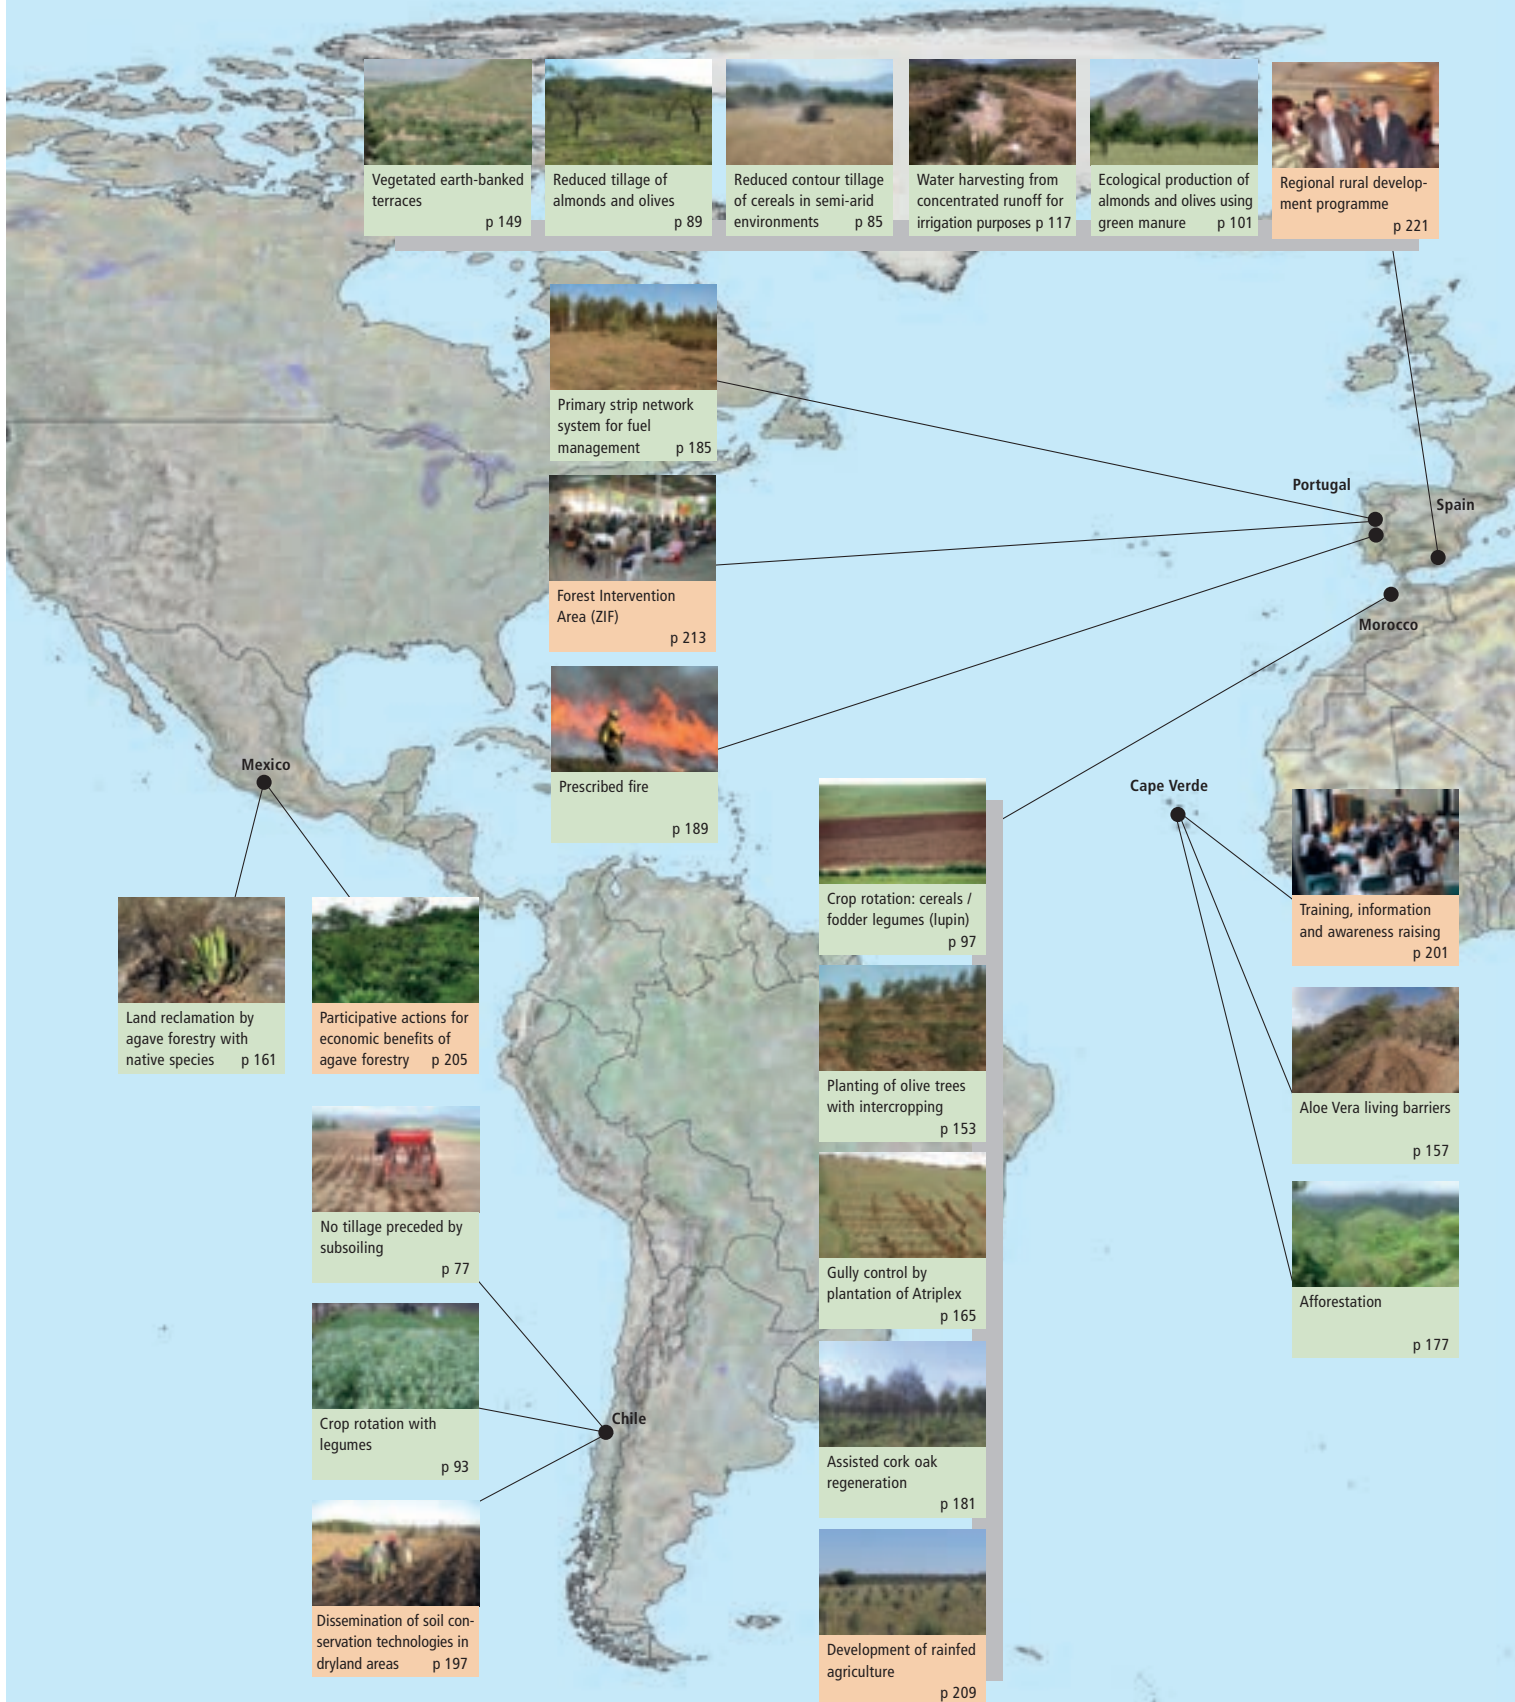 Vegetated earth-banked
terraces
p 149
Reduced tillage of
almonds and olives
p 89
Reduced contour tillage
of cereals in semi-arid
environments p 85
Water harvesting from
concentrated runoff for
irrigation purposes p 117
Ecological production of
almonds and olives using
green manure p 101
Regional rural develop-
ment programme
p 221
Primary strip network
system for fuel
management p 185
Portugal
Spain
Forest Intervention
Area (ZIF)
p 213
Morocco
Prescribed fire
p 189
Mexico
Cape Verde
Land reclamation by
agave forestry with
native species p 161
Participative actions for
economic benefits of
agave forestry p 205
Crop rotation: cereals /
fodder legumes (lupin)
p 97
Training, information
and awareness raising
p 201
Planting of olive trees
with intercropping
p 153
Aloe Vera living barriers
p 157
No tillage preceded by
subsoiling
p 77
Gully control by
plantation of Atriplex
p 165
Afforestation
p 177
Crop rotation with
legumes
p 93
Chile
Assisted cork oak
regeneration
p 181
Dissemination of soil con-
servation technologies in
dryland areas p 197
Development of rainfed
agriculture
p 209